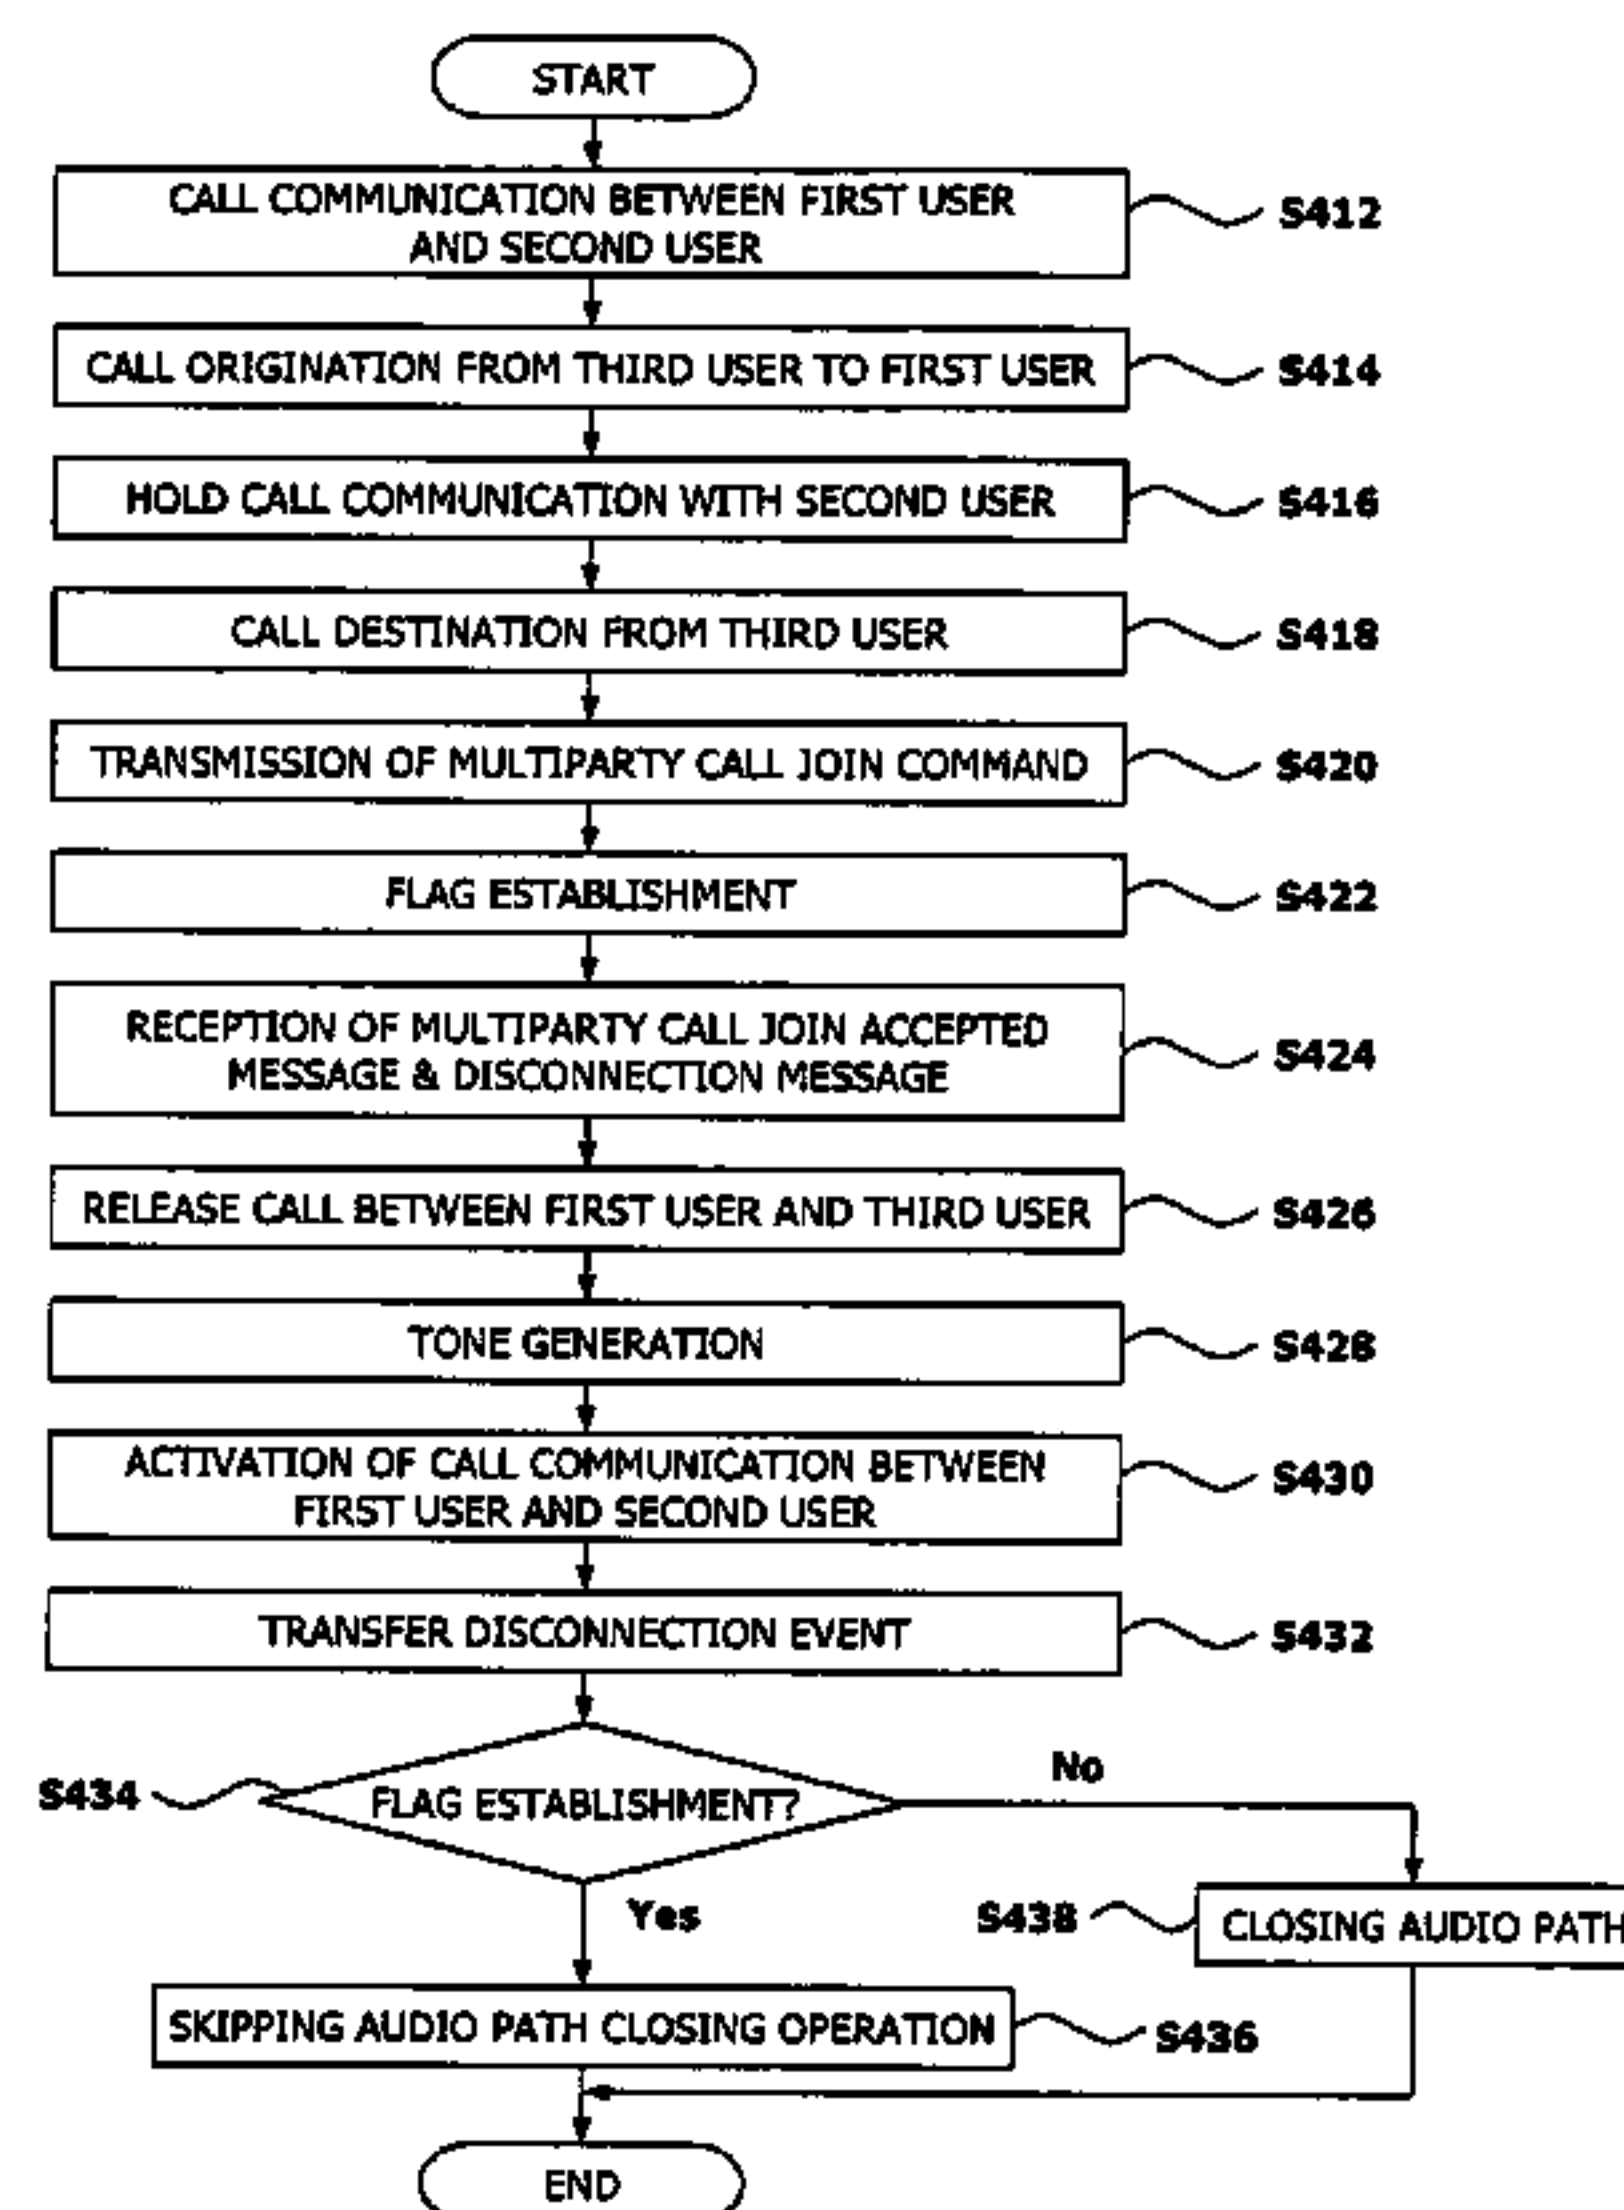 START
CALL COMMUNICATION BETWEEN FIRST USER
AND SECOND USER
S412
CALL ORIGINATION FROM THIRD USER TO FIRST USER
S414
HOLD CALL COMMUNICATION WITH SECOND USER
S416
CALL DESTINATION FROM THIRD USER
S418
TRANSMISSION OF MULTIPARTY CALL JOIN COMMAND
S420
FLAG ESTABLISHMENT
S422
RECEPTION OF MULTIPARTY CALL JOIN ACCEPTED
MESSAGE & DISCONNECTION MESSAGE
S424
RELEASE CALL BETWEEN FIRST USER AND THIRD USER
S426
TONE GENERATION
S428
ACTIVATION OF CALL COMMUNICATION BETWEEN
FIRST USER AND SECOND USER
S430
TRANSFER DISCONNECTION EVENT
S432
No
S434
FLAG ESTABLISHMENT?
Yes
S438
CLOSING AUDIO PATH
SKIPPING AUDIO PATH CLOSING OPERATION
S436
END